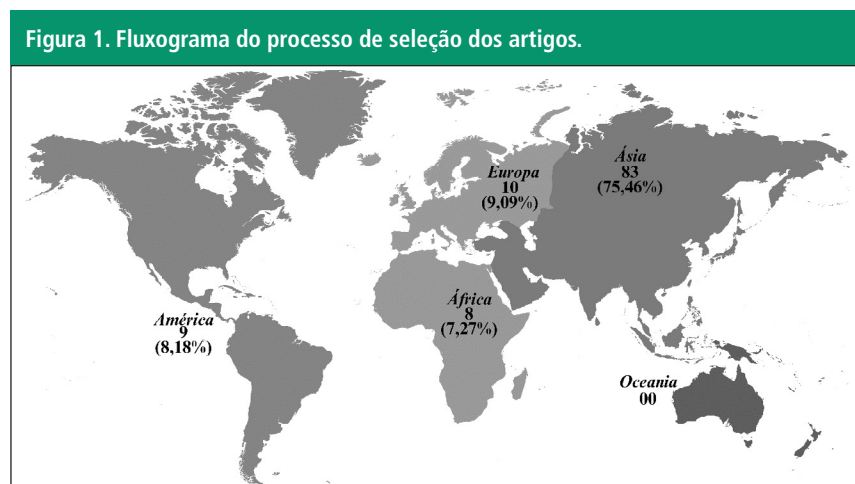 Figura 1. Fluxograma do processo de seleção dos artigos.
Europa
10
(9,09%)
Ásia
83
(75,46%)
América
9
(8,18%)
África
8
(7,27%)
Oceania
00